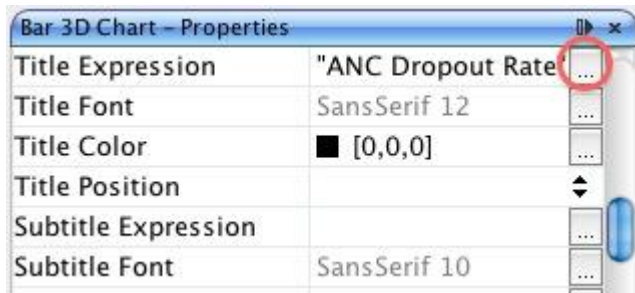 Bar 3D Chart – Properties
Title Expression "ANC Dropout Rate" ...
Title Font SansSerif 12 ...
Title Color [0,0,0] ...
Title Position
Subtitle Expression ...
Subtitle Font SansSerif 10 ...